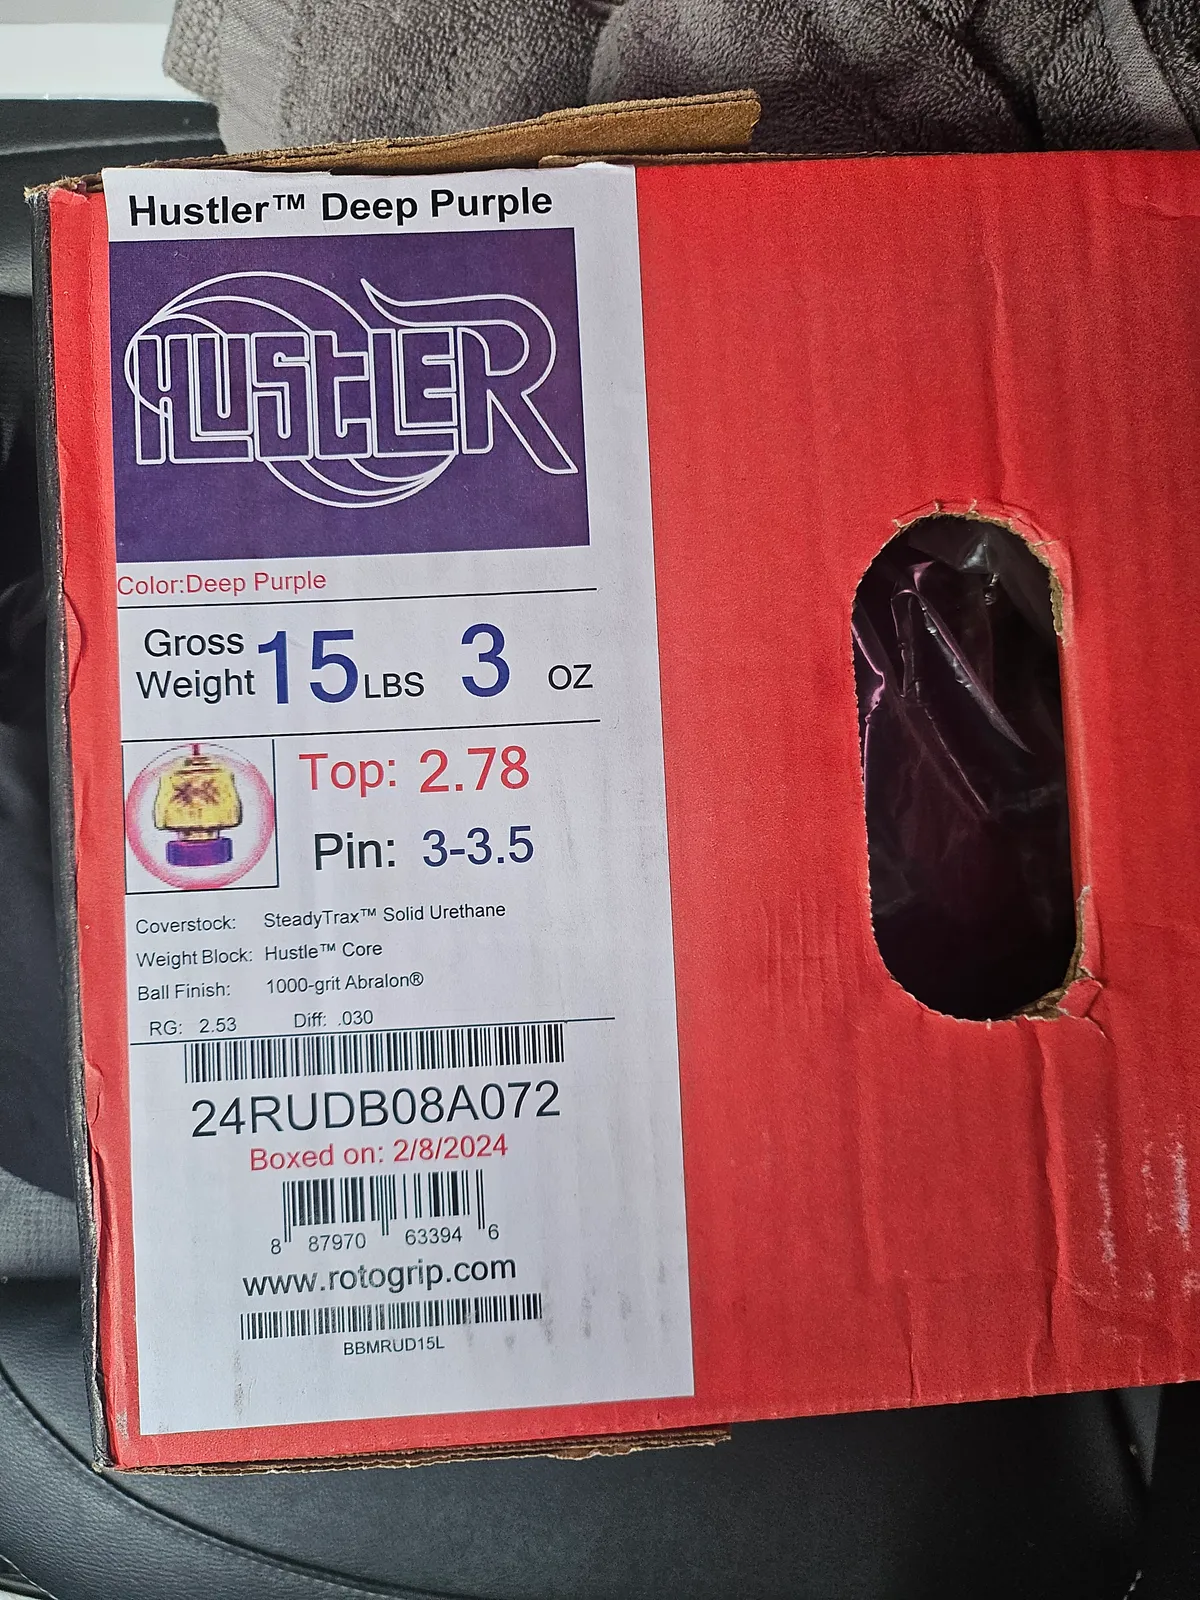 Hustler™ Deep Purple
HUSTLER
Color:Deep Purple
Gross Weight 15 LBS 3 OZ
Top: 2.78
Pin: 3-3.5
Coverstock: SteadyTrax™ Solid Urethane
Weight Block: Hustle™ Core
Ball Finish: 1000-grit Abralon®
RG: 2.53 Diff: .030
24RUDB08A072
Boxed on: 2/8/2024
8 87970 63394 6
www.rotogrip.com
BBMRUD15L